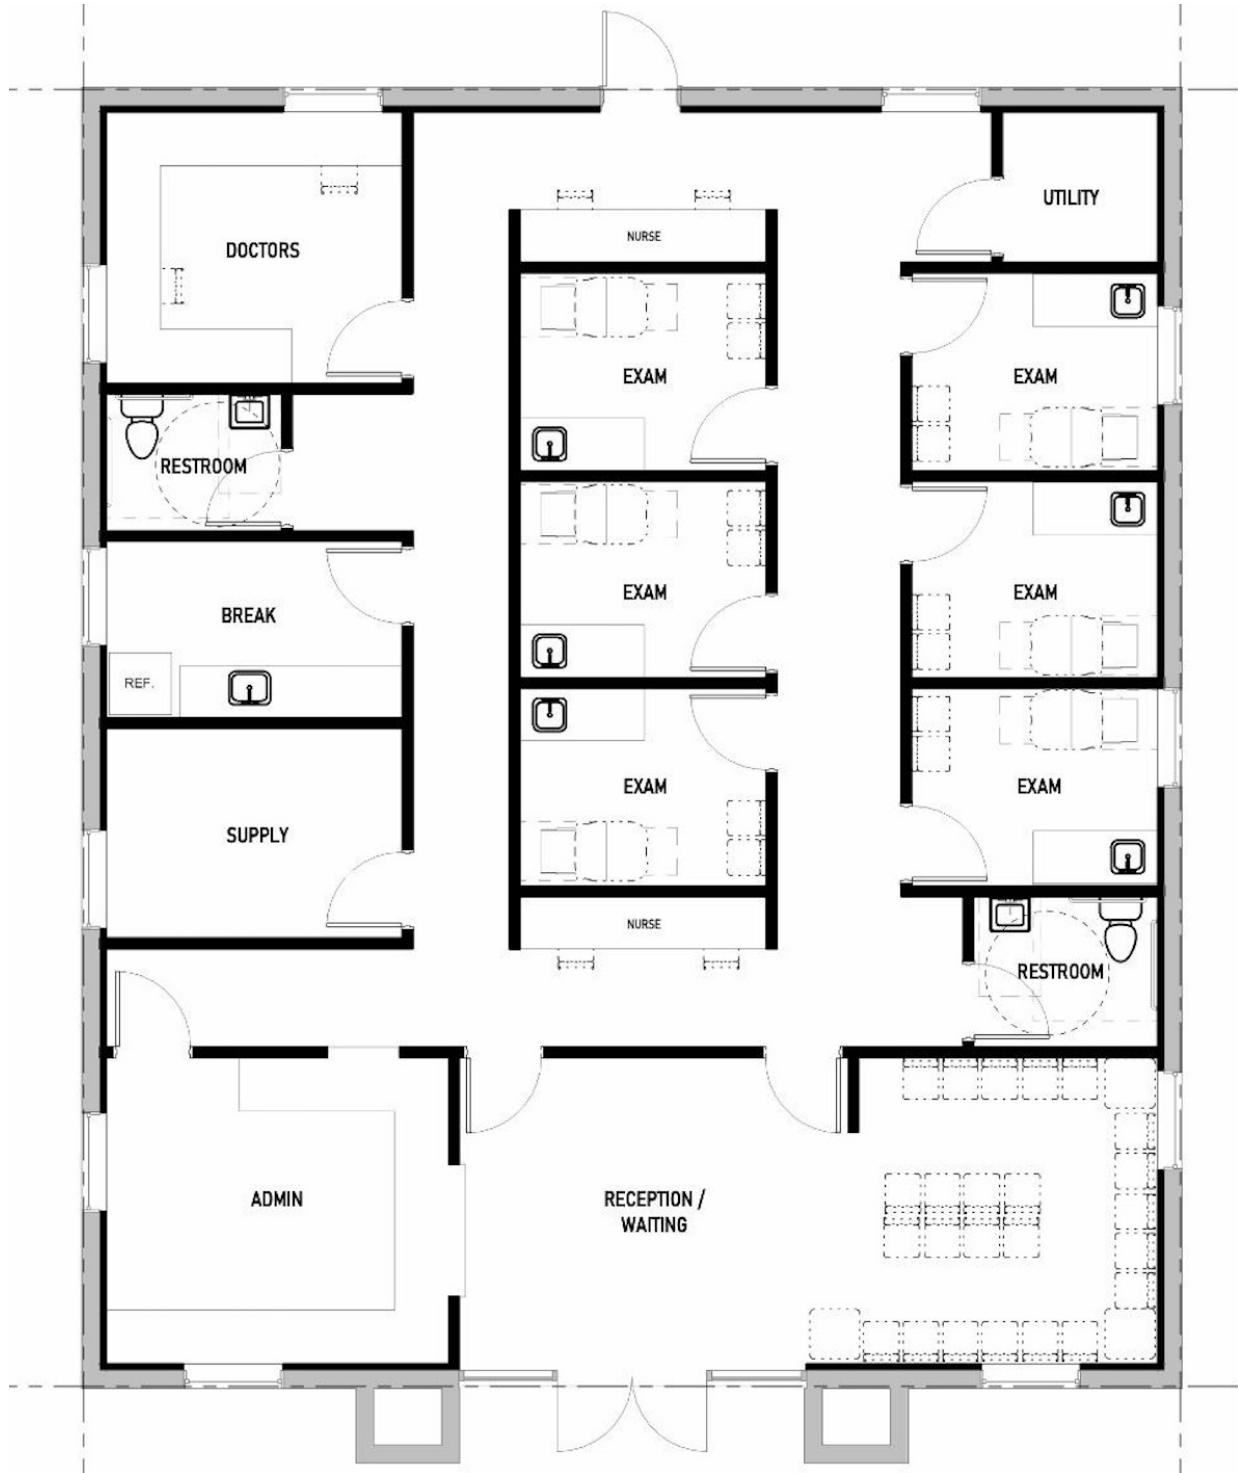 UTILITY
NURSE
DOCTORS
EXAM
EXAM
RESTROOM
EXAM
EXAM
BREAK
REF.
EXAM
EXAM
SUPPLY
NURSE
RESTROOM
ADMIN
RECEPTION /
WAITING